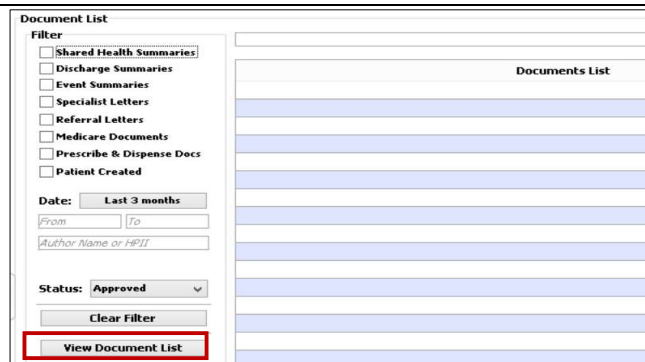 Document List
Filter
Shared Health Summaries
Discharge Summaries
Event Summaries
Specialist Letters
Referral Letters
Medicare Documents
Prescribe & Dispense Docs
Patient Created
Date: Last 3 months
From To
Author Name or HPII
Status: Approved
Clear Filter
View Document List
Documents List